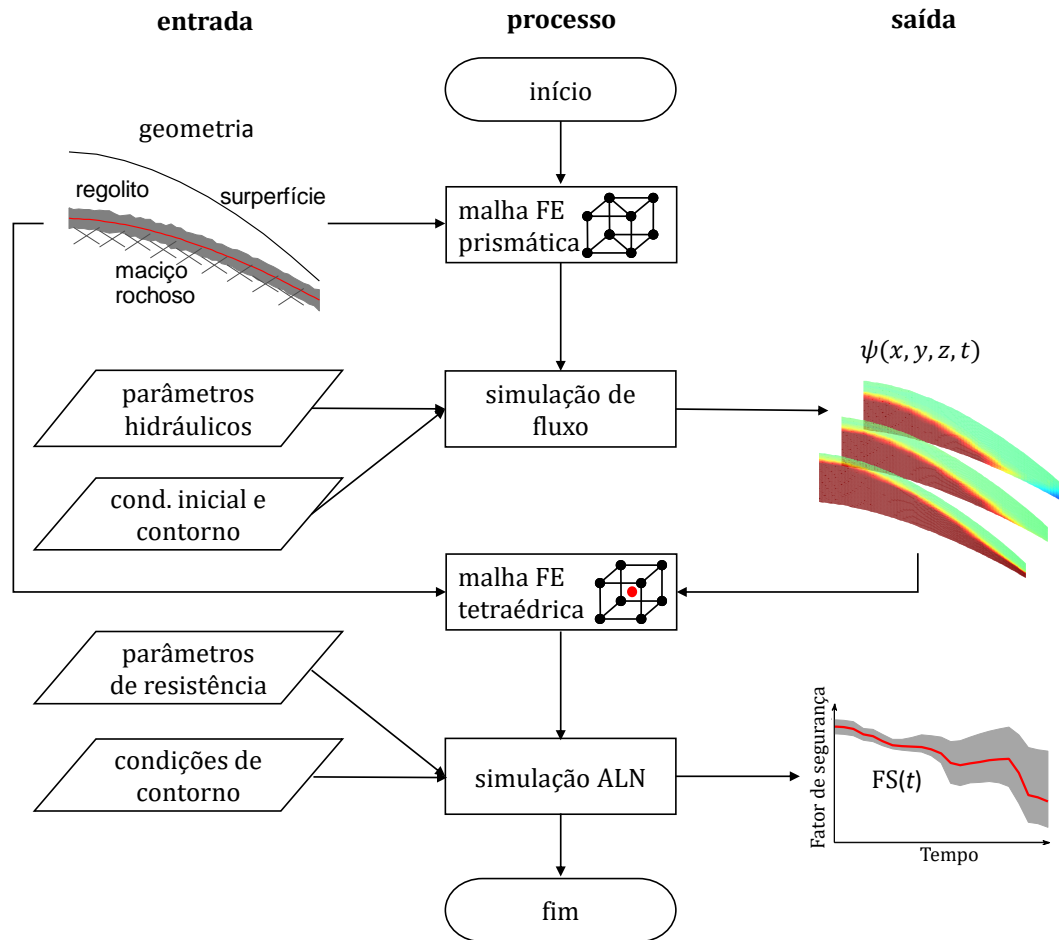 entrada
processo
saída
início
geometria
regolito
surperfície
maciço
rochoso
malha FE
prismática
ψ(x, y, z, t)
parâmetros
hidráulicos
simulação de
fluxo
cond. inicial e
contorno
malha FE
tetraédrica
parâmetros
de resistência
condições de
contorno
simulação ALN
Fator de segurança
FS(t)
Tempo
fim